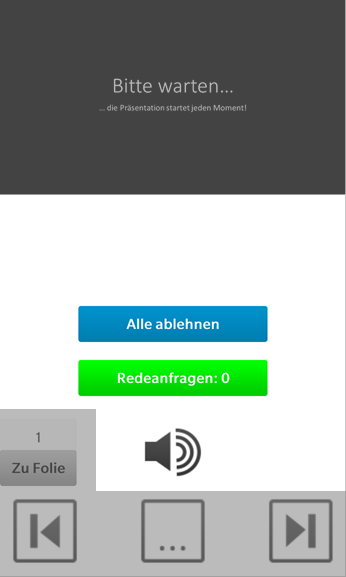 Bitte warten...
... die Präsentation startet jeden Moment!
Alle ablehnen
Redeanfragen: 0
1
Zu Folie
...